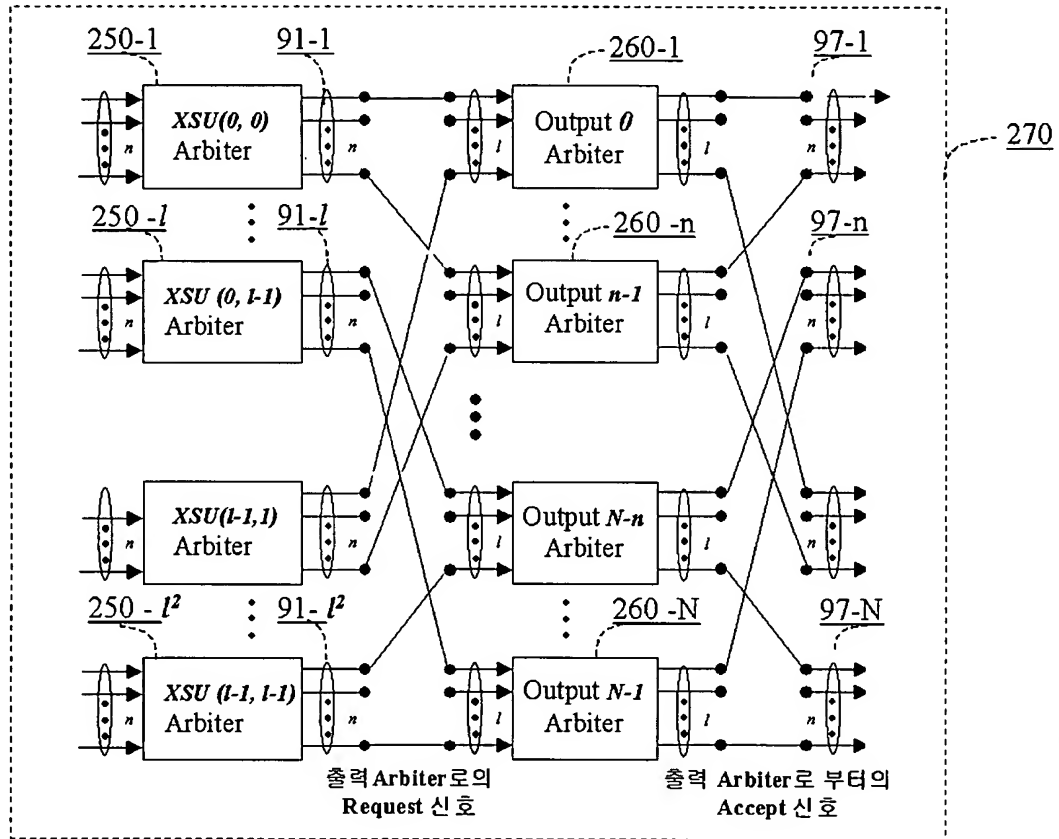 250-1 91-1 260-1 97-1
XSU(0, 0) Arbiter
n
n
l
Output 0 Arbiter
l
n
270
250 -l 91-l 260 -n 97-n
XSU (0, l-1) Arbiter
n
n
l
Output n-1 Arbiter
l
n
XSU(l-1,1) Arbiter
n
n
l
Output N-n Arbiter
l
n
250 - l² 91- l² 260 -N 97-N
XSU (l-1, l-1) Arbiter
n
n
l
Output N-1 Arbiter
l
n
출력 Arbiter로의
Request 신호
출력 Arbiter로 부터의
Accept 신호